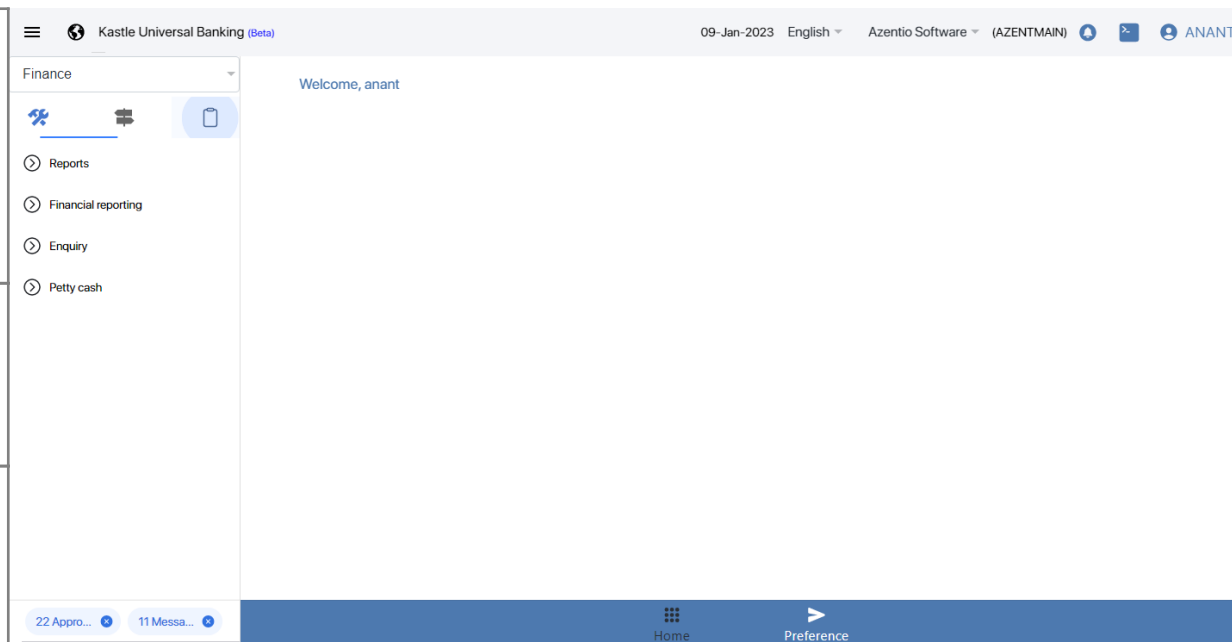 Kastle Universal Banking (Beta)
09-Jan-2023 English Azentio Software (AZENTMAIN) ANANT
Finance
Welcome, anant
Reports
Financial reporting
Enquiry
Petty cash
22 Appro... 11 Messa...
Home Preference